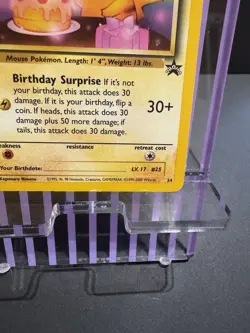 Mouse Pokémon. Length: 1' 4", Weight: 13 lbs.
Birthday Surprise If it's not
your birthday, this attack does 30
damage. If it is your birthday, flip a
coin. If heads, this attack does 30
damage plus 50 more damage; if
tails, this attack does 30 damage.
30+
eakness resistance retreat cost
Your Birthdate: LV. 17 #25
24